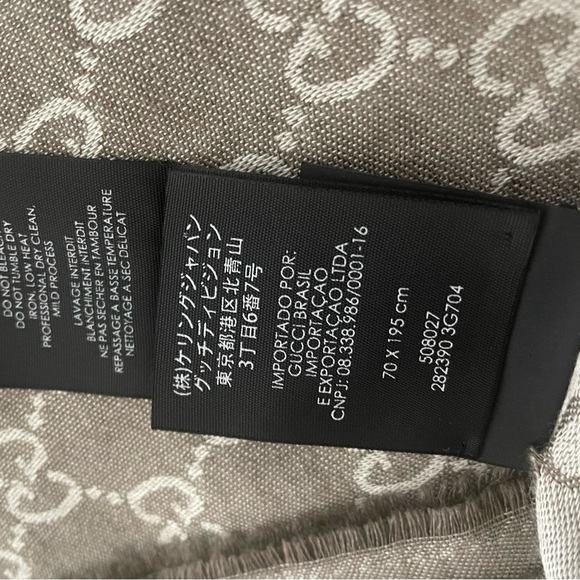 DO NOT BLEACH
DO NOT TUMBLE DRY
IRON, LOW HEAT
PROFESSIONAL DRY CLEAN,
MILD PROCESS
LAVAGE INTERDIT
BLANCHIMENT INTERDIT
NE PAS SECHER EN TAMBOUR
REPASSAGE A BASSE TEMPERATURE
NETTOYAGE A SEC DELICAT
(株)ケリングジャパン
グッチディビジョン
東京都港区北青山
3丁目6番7号
IMPORTADO POR:
GUCCI BRASIL
IMPORTAÇAO
E EXPORTAÇAO LTDA
CNPJ: 08.338.986/0001-16
70 X 195 cm
508027
282390 3G704